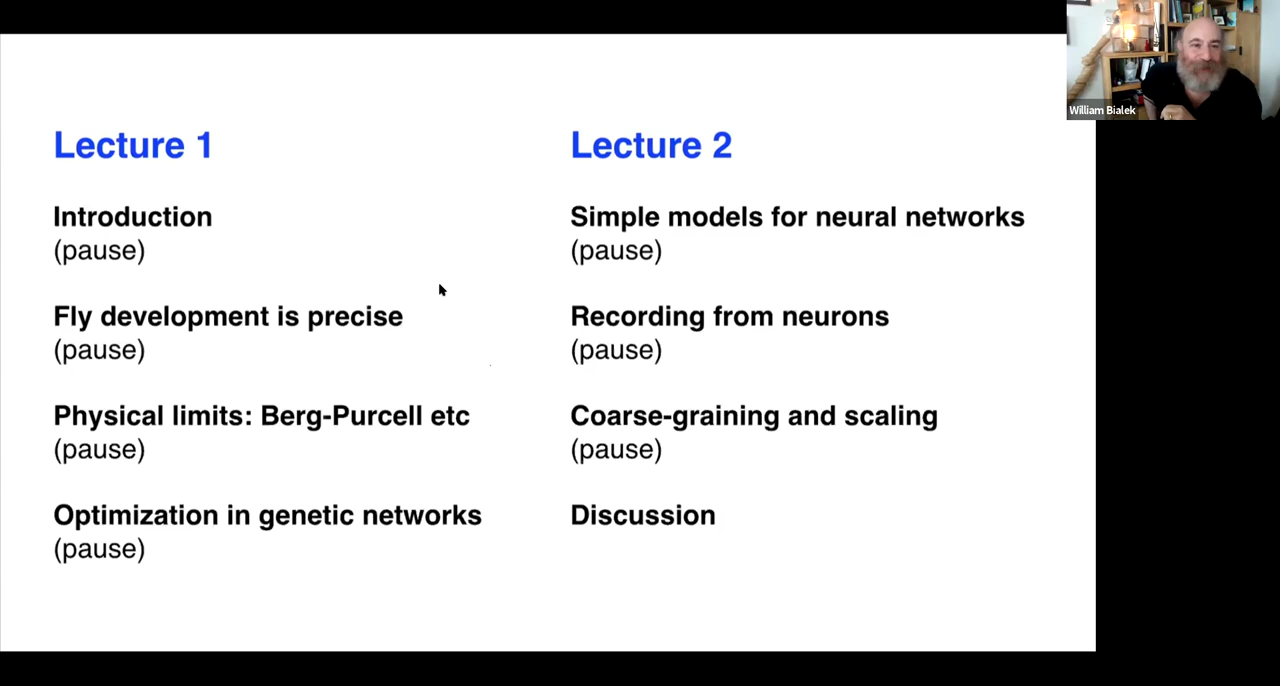 Lecture 1
Introduction
(pause)
Fly development is precise
(pause)
Physical limits: Berg-Purcell etc
(pause)
Optimization in genetic networks
(pause)
Lecture 2
Simple models for neural networks
(pause)
Recording from neurons
(pause)
Coarse-graining and scaling
(pause)
Discussion
William Bialek